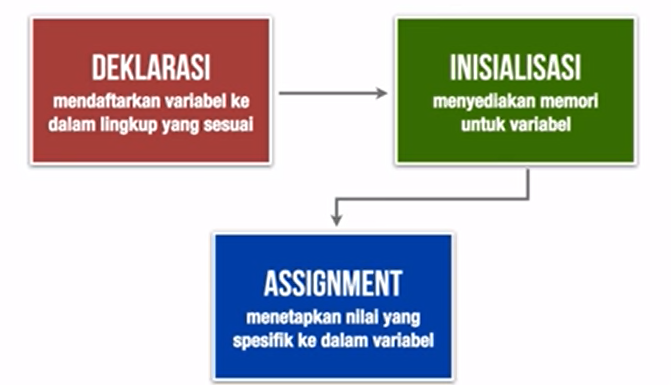 DEKLARASI
mendaftarkan variabel ke
dalam lingkup yang sesuai
INISIALISASI
menyediakan memori
untuk variabel
ASSIGNMENT
menetapkan nilai yang
spesifik ke dalam variabel